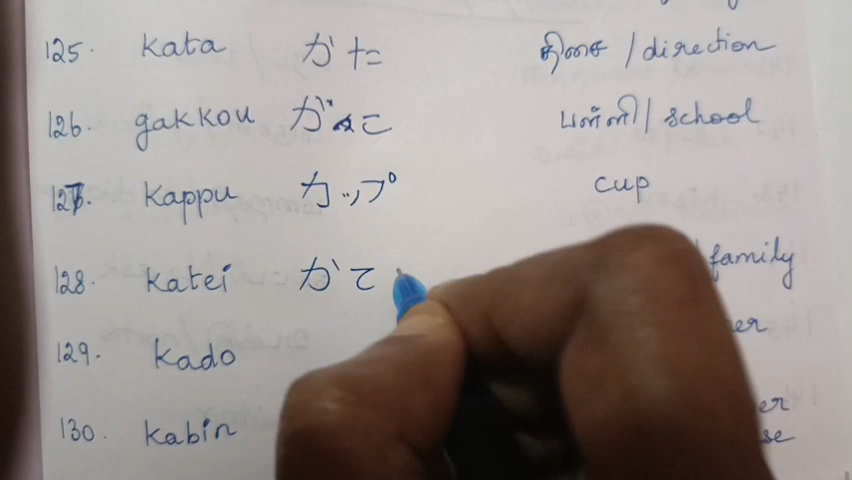 125. kata かた திசை / direction
126. gakkou がっこ பள்ளி / school
127. kappu カップ cup
128. katei かて family
129. kado
130. kabin